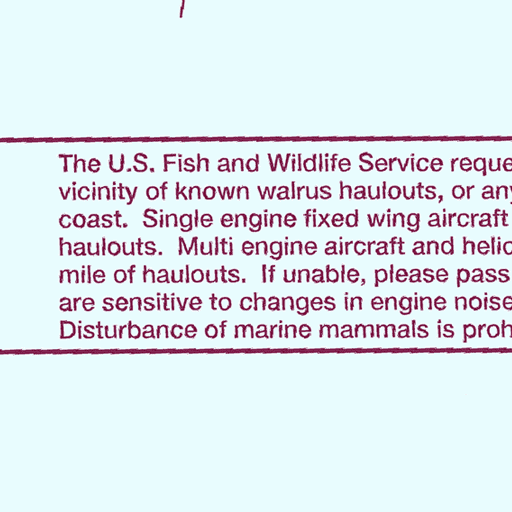 The U.S. Fish and Wildlife Service reque
vicinity of known walrus haulouts, or any
coast. Single engine fixed wing aircraft
haulouts. Multi engine aircraft and helic
mile of haulouts. If unable, please pass
are sensitive to changes in engine noise
Disturbance of marine mammals is proh